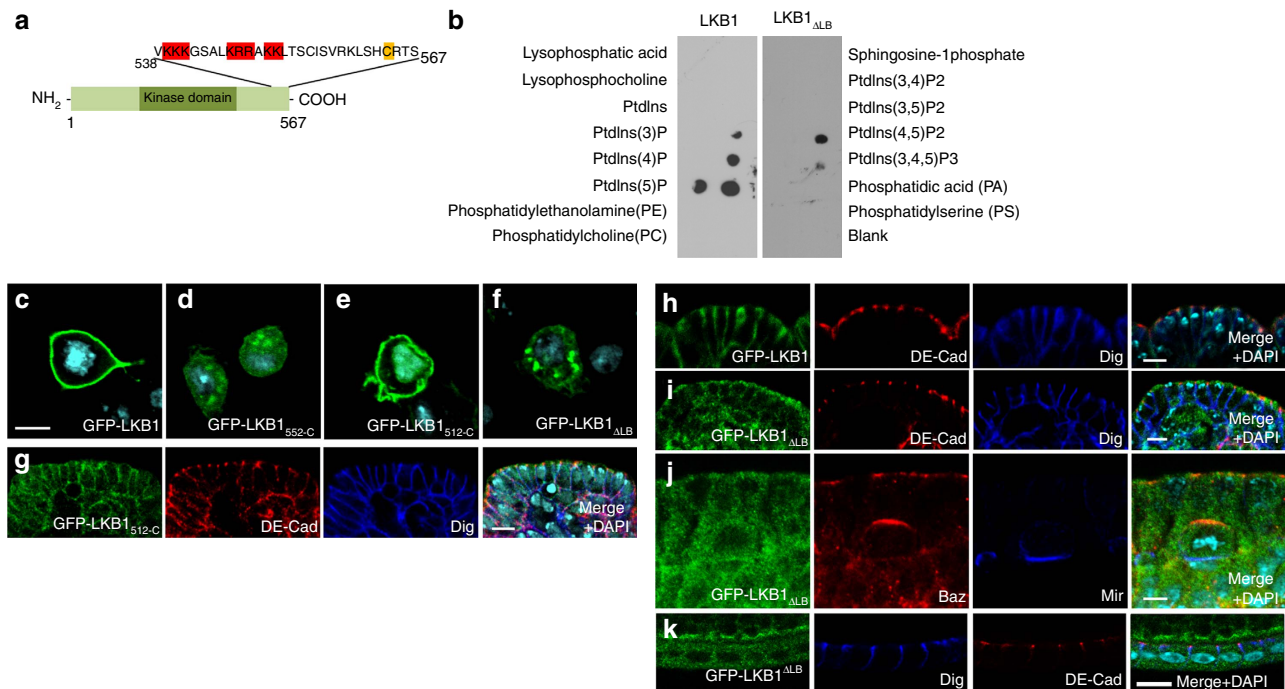 a
VKKKGSALKRRAKKLTSCISVRKLSHCRTS
538
567
NH2
Kinase domain
COOH
1
567
b
LKB1
LKB1ΔLB
Lysophosphatic acid
Lysophosphocholine
PtdIns
PtdIns(3)P
PtdIns(4)P
PtdIns(5)P
Phosphatidylethanolamine(PE)
Phosphatidylcholine(PC)
Sphingosine-1phosphate
PtdIns(3,4)P2
PtdIns(3,5)P2
PtdIns(4,5)P2
PtdIns(3,4,5)P3
Phosphatidic acid (PA)
Phosphatidylserine (PS)
Blank
c
GFP-LKB1
d
GFP-LKB1552-C
e
GFP-LKB1512-C
f
GFP-LKB1ΔLB
g
GFP-LKB1512-C
DE-Cad
Dlg
Merge
+DAPI
h
GFP-LKB1
DE-Cad
Dlg
Merge
+DAPI
i
GFP-LKB1ΔLB
DE-Cad
Dlg
Merge
+DAPI
j
GFP-LKB1ΔLB
Baz
Mir
Merge
+DAPI
k
GFP-LKB1ΔLB
Dlg
DE-Cad
Merge+DAPI